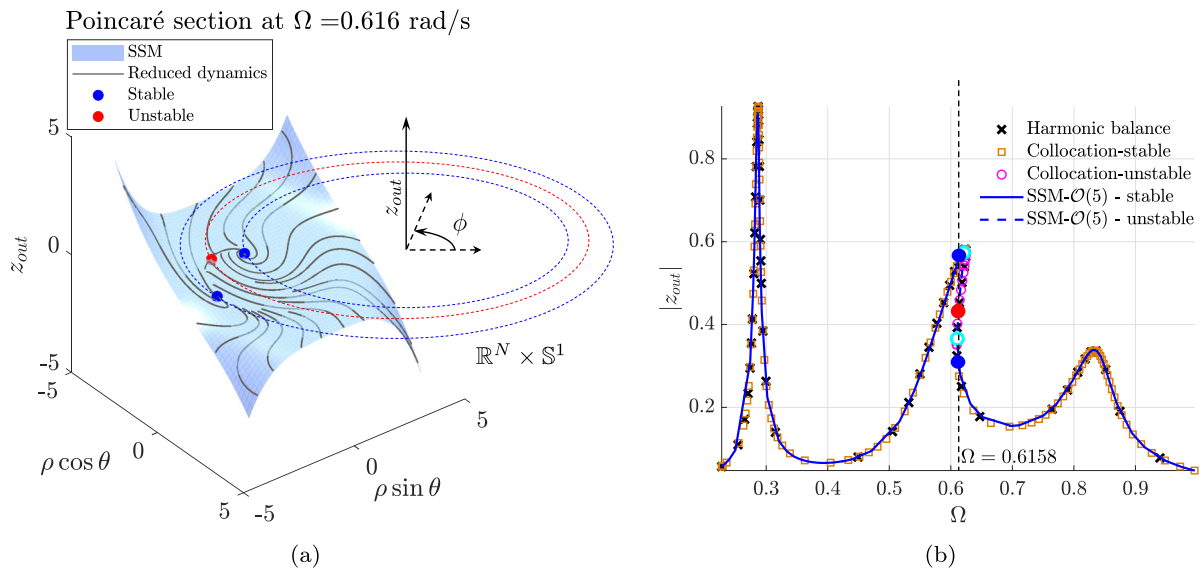 Poincaré section at Ω =0.616 rad/s
SSM
Reduced dynamics
Stable
Unstable
5
0
-5
z_out
-5
0
5
ρ cos θ
-5
0
5
ρ sin θ
z_out
ϕ
ℝ^N × 𝕊^1
(a)
Harmonic balance
Collocation-stable
Collocation-unstable
SSM-𝒪(5) - stable
SSM-𝒪(5) - unstable
0.8
0.6
0.4
0.2
|z_out|
Ω = 0.6158
0.3 0.4 0.5 0.6 0.7 0.8 0.9
Ω
(b)